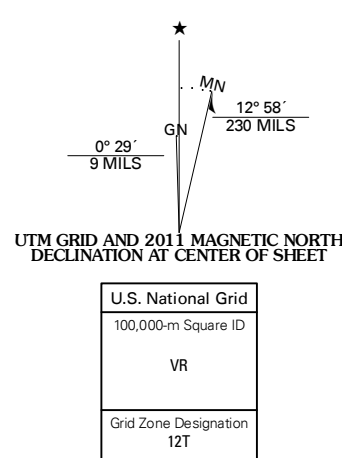 ★
MN
12° 58´
230 MILS
GN
0° 29´
9 MILS
UTM GRID AND 2011 MAGNETIC NORTH
DECLINATION AT CENTER OF SHEET
U.S. National Grid
100,000-m Square ID
VR
Grid Zone Designation
12T